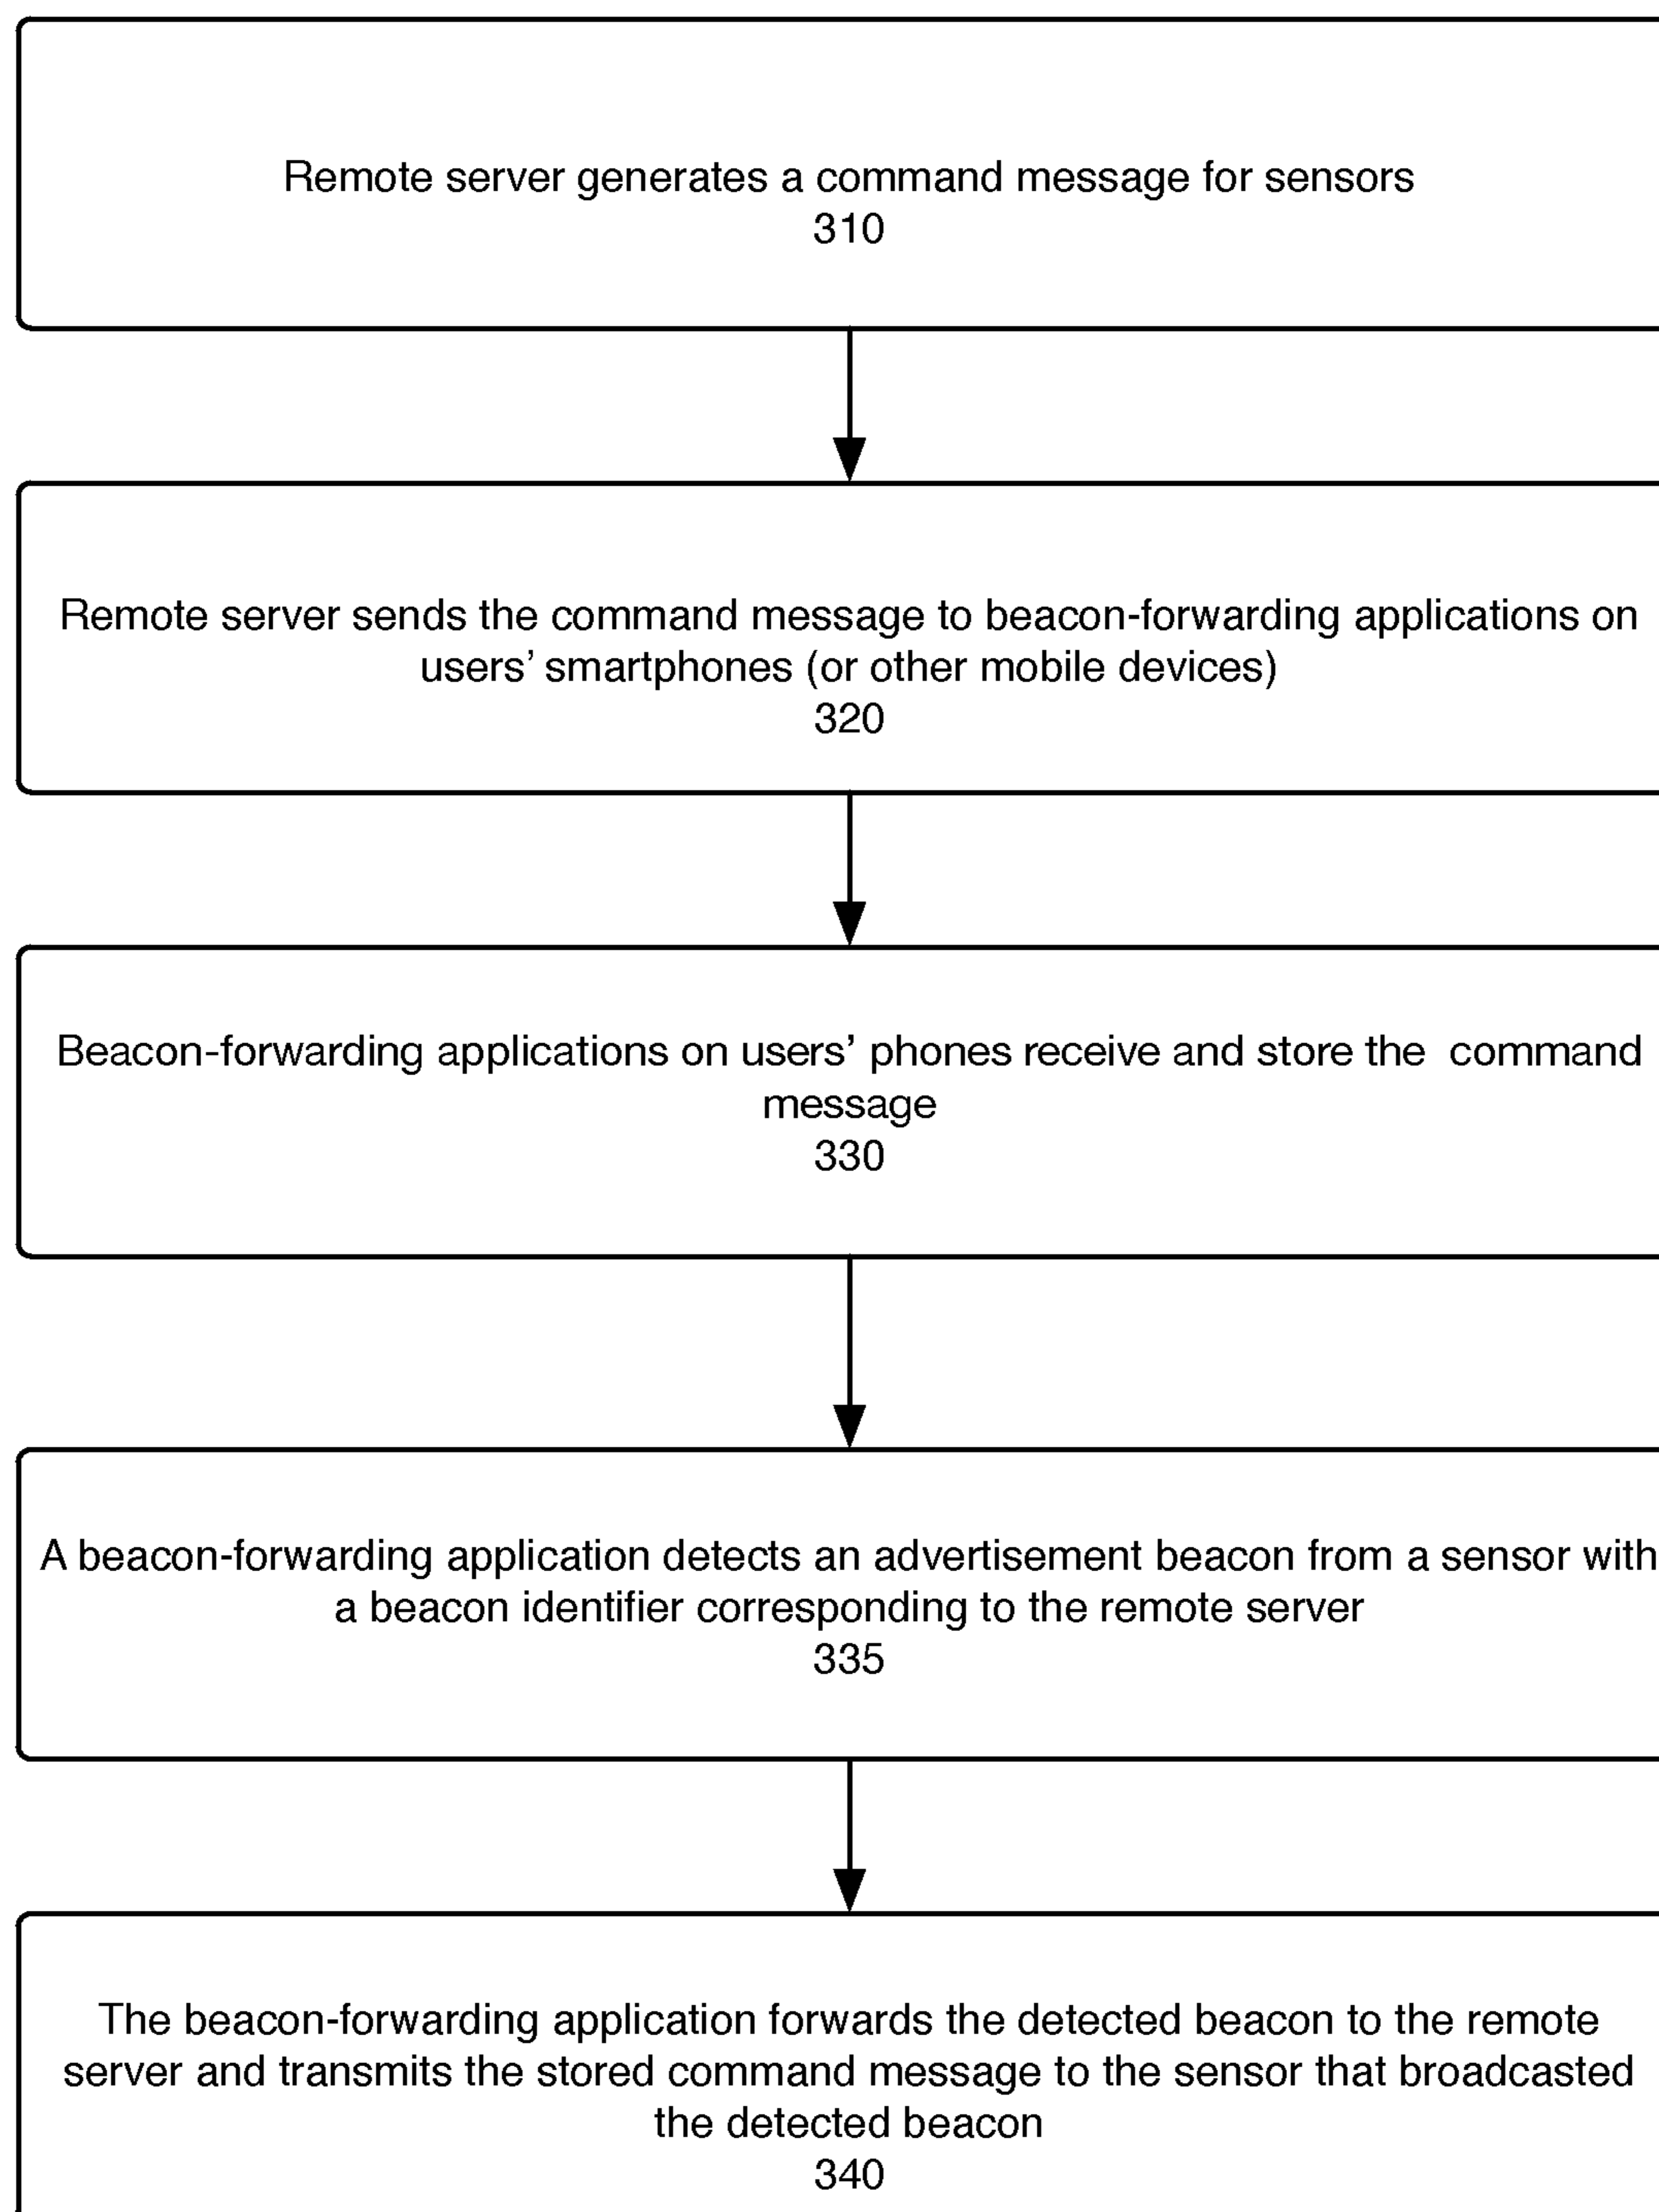 Remote server generates a command message for sensors
310
Remote server sends the command message to beacon-forwarding applications on
users’ smartphones (or other mobile devices)
320
Beacon-forwarding applications on users’ phones receive and store the command
message
330
A beacon-forwarding application detects an advertisement beacon from a sensor with
a beacon identifier corresponding to the remote server
335
The beacon-forwarding application forwards the detected beacon to the remote
server and transmits the stored command message to the sensor that broadcasted
the detected beacon
340